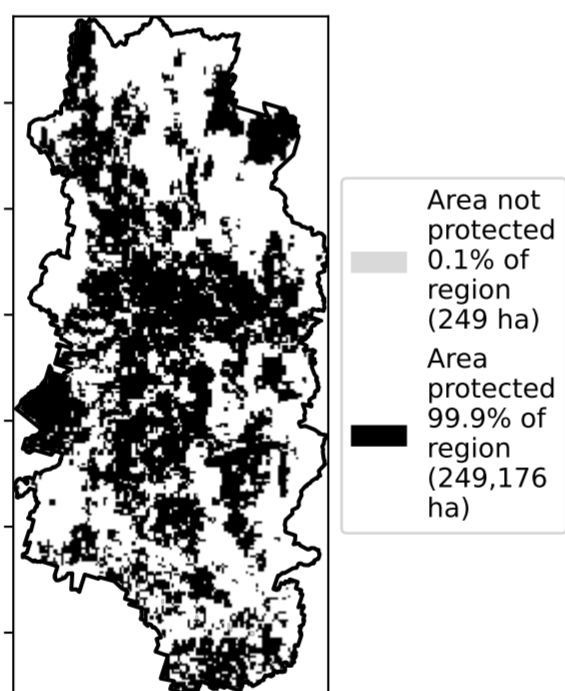 Area not
protected
0.1% of
region
(249 ha)
Area
protected
99.9% of
region
(249,176
ha)